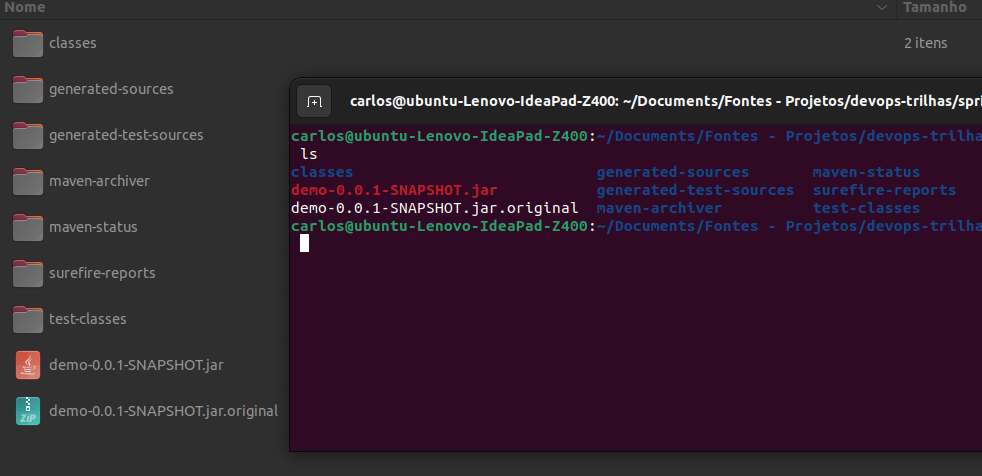 Nome Tamanho
classes 2 itens
generated-sources
generated-test-sources
maven-archiver
maven-status
surefire-reports
test-classes
demo-0.0.1-SNAPSHOT.jar
ZiP demo-0.0.1-SNAPSHOT.jar.original
carlos@ubuntu-Lenovo-IdeaPad-Z400: ~/Documents/Fontes - Projetos/devops-trilhas/spri
carlos@ubuntu-Lenovo-IdeaPad-Z400:~/Documents/Fontes - Projetos/devops-trilha
ls
classes generated-sources maven-status
demo-0.0.1-SNAPSHOT.jar generated-test-sources surefire-reports
demo-0.0.1-SNAPSHOT.jar.original maven-archiver test-classes
carlos@ubuntu-Lenovo-IdeaPad-Z400:~/Documents/Fontes - Projetos/devops-trilha